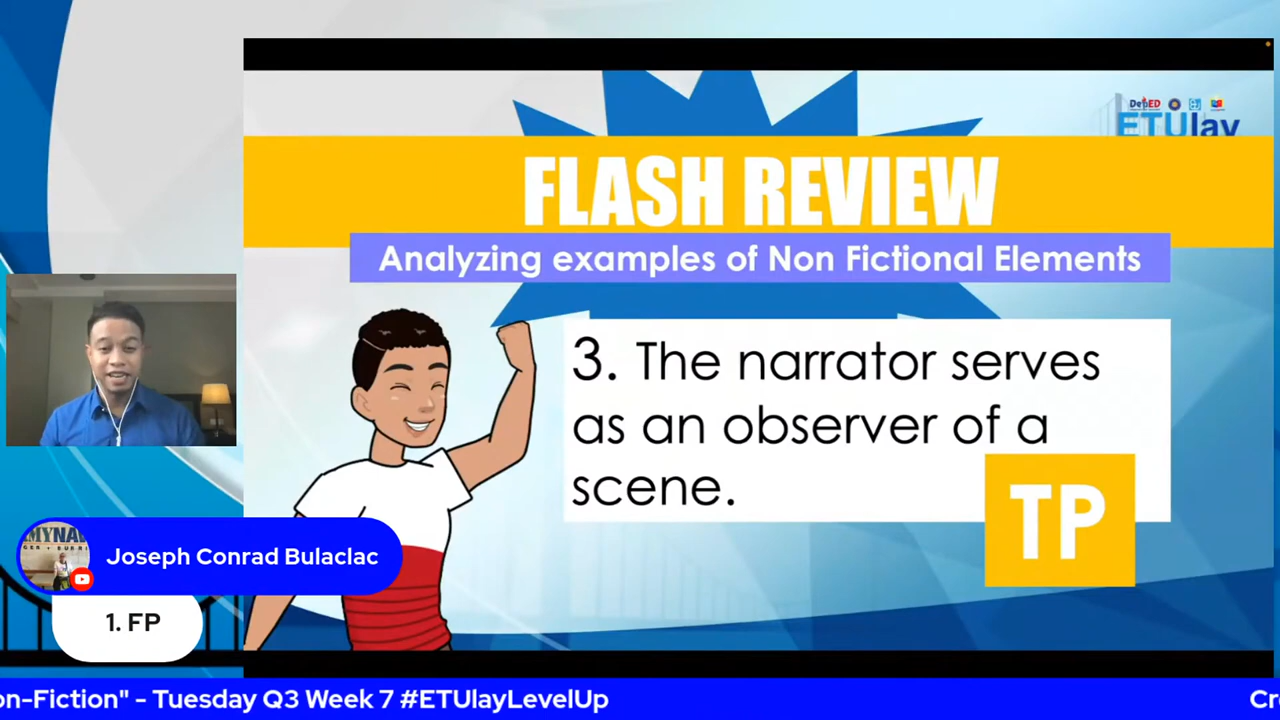 DepED
ETUlay
FLASH REVIEW
Analyzing examples of Non Fictional Elements
3. The narrator serves
as an observer of a
scene.
TP
Joseph Conrad Bulaclac
1. FP
on-Fiction" - Tuesday Q3 Week 7 #ETUlayLevelUp
Cr